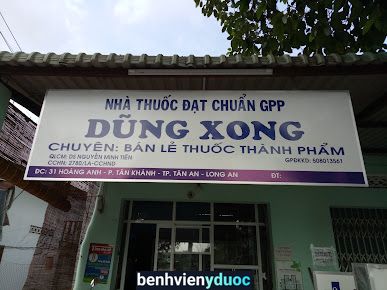 NHÀ THUỐC ĐẠT CHUẨN GPP
DŨNG XONG
CHUYÊN: BÁN LẺ THUỐC THÀNH PHẨM
QLCM: DS NGUYỄN MINH TIẾN
GPĐKKD: 508013561
CCHN: 2780/LA-CCHND
ĐC: 31 HOÀNG ANH - P. TÂN KHÁNH - TP. TÂN AN - LONG AN ĐT:
benhvienyduoc